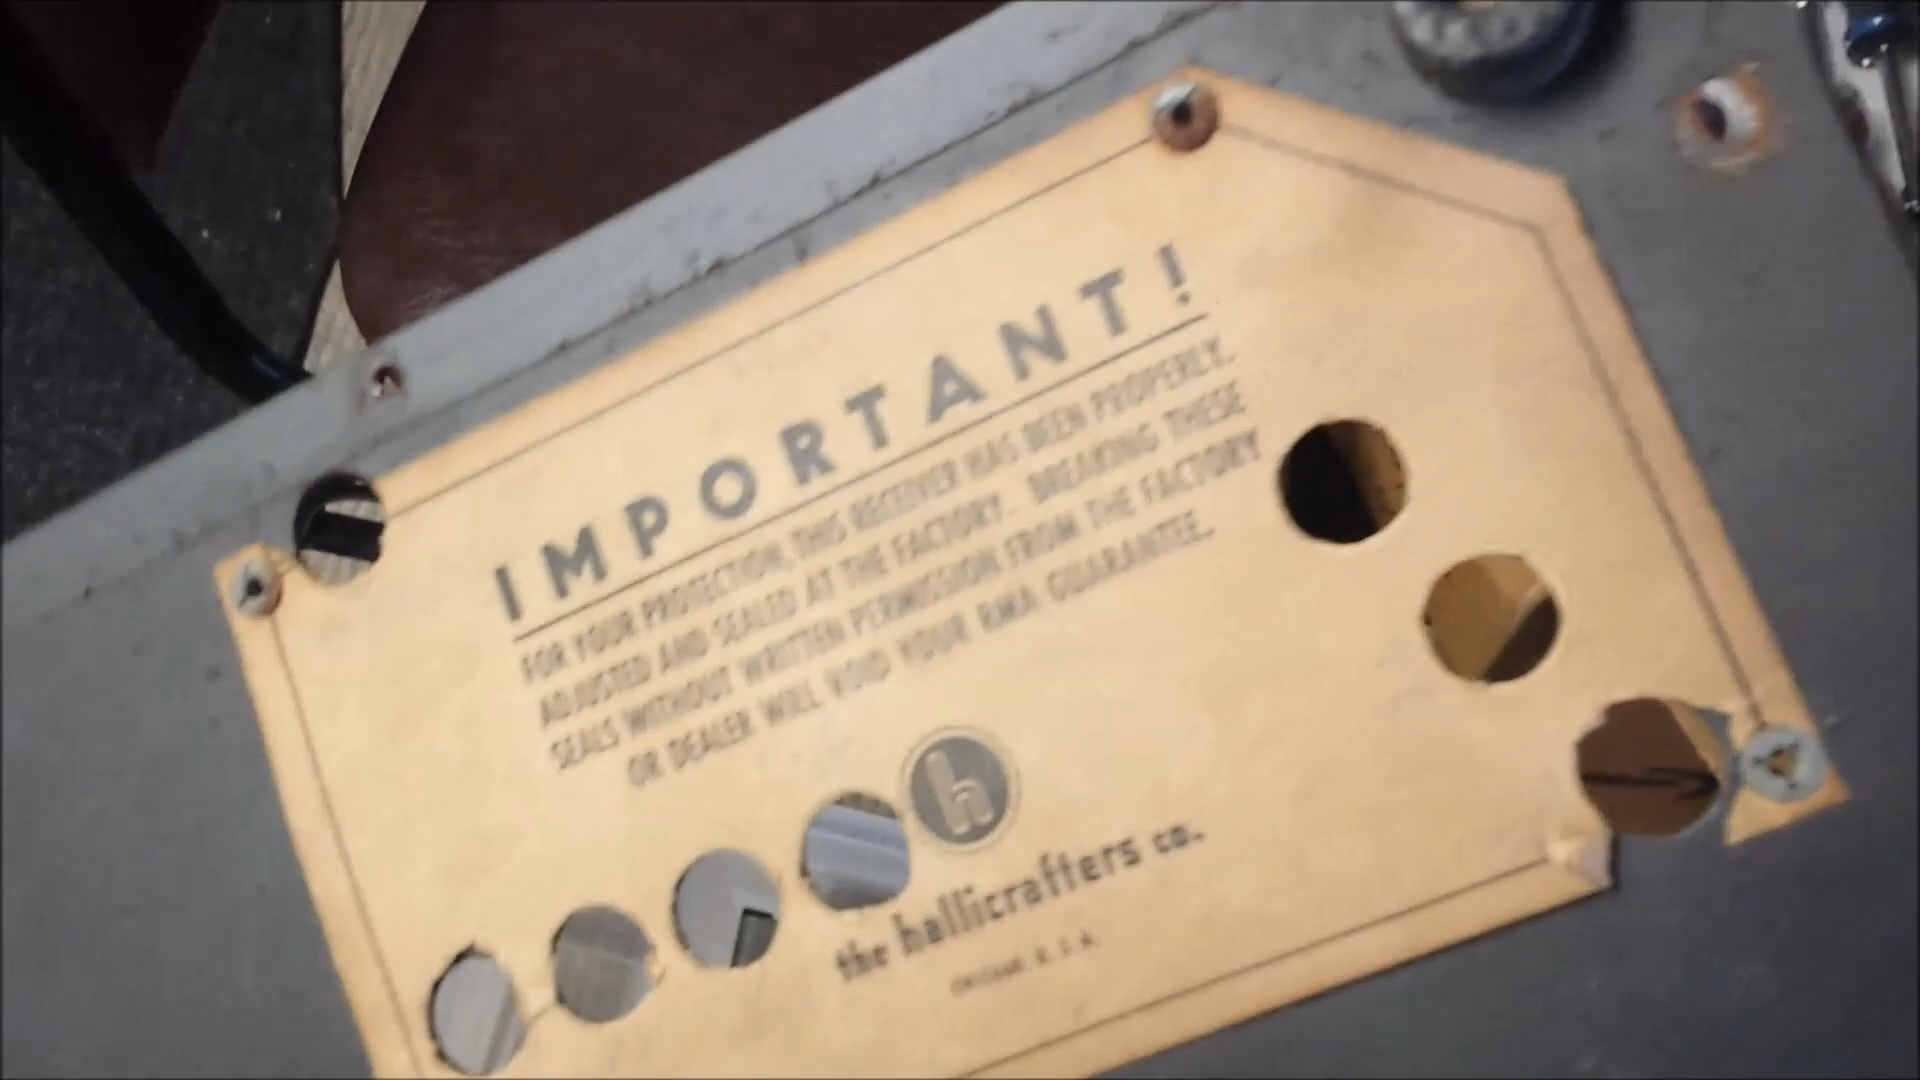 IMPORTANT!
FOR YOUR PROTECTION, THIS RECEIVER HAS BEEN PROPERLY
ADJUSTED AND SEALED AT THE FACTORY. BREAKING THESE
SEALS WITHOUT WRITTEN PERMISSION FROM THE FACTORY
OR DEALER WILL VOID YOUR RMA GUARANTEE.
h
the hallicrafters co.
CHICAGO, U. S. A.